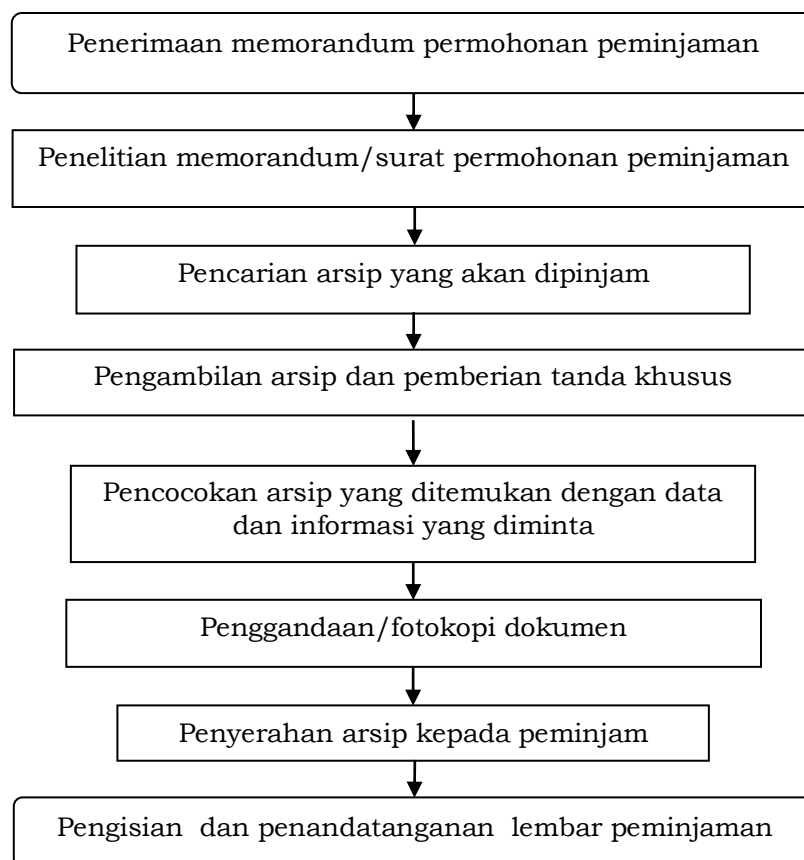 Penerimaan memorandum permohonan peminjaman
Penelitian memorandum/surat permohonan peminjaman
Pencarian arsip yang akan dipinjam
Pengambilan arsip dan pemberian tanda khusus
Pencocokan arsip yang ditemukan dengan data
dan informasi yang diminta
Penggandaan/fotokopi dokumen
Penyerahan arsip kepada peminjam
Pengisian dan penandatanganan lembar peminjaman